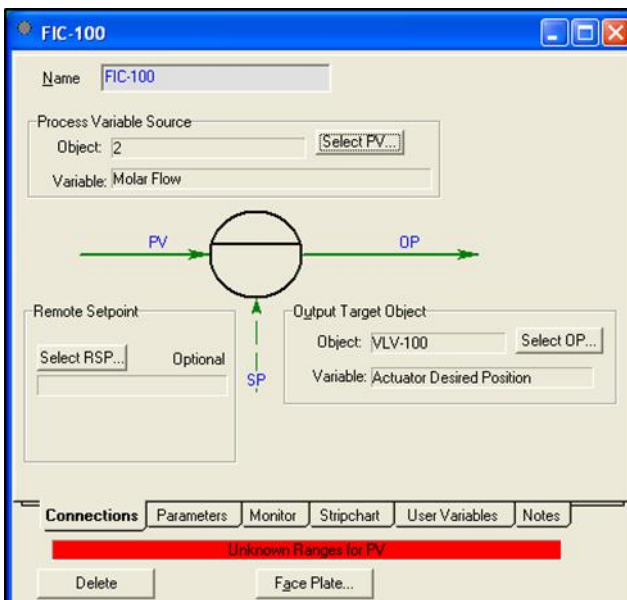 FIC-100
Name FIC-100
Process Variable Source
Object: 2 Select PV...
Variable: Molar Flow
PV OP
Remote Setpoint
Select RSP... Optional
SP
Output Target Object
Object: VLV-100 Select OP...
Variable: Actuator Desired Position
Connections Parameters Monitor Stripchart User Variables Notes
Unknown Ranges for PV
Delete Face Plate...